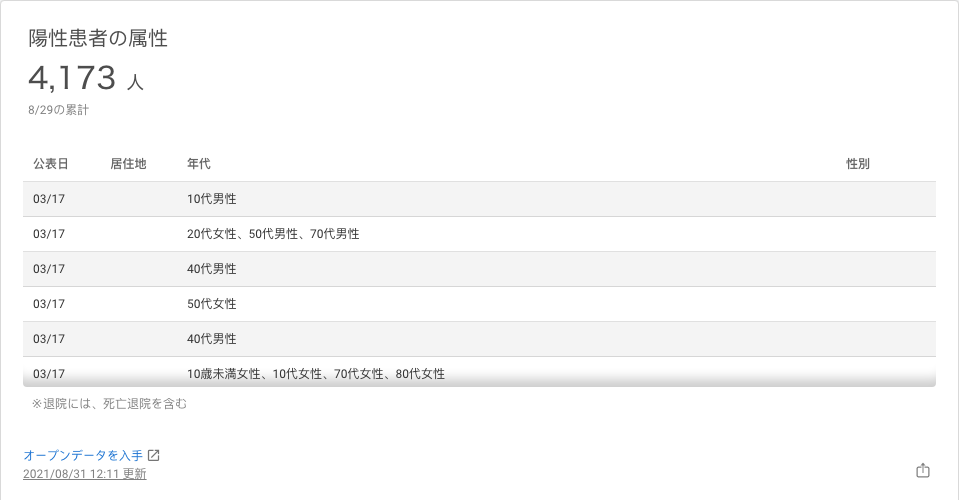 陽性患者の属性
4,173 人
8/29の累計
公表日 居住地 年代 性別
03/17 10代男性
03/17 20代女性、50代男性、70代男性
03/17 40代男性
03/17 50代女性
03/17 40代男性
03/17 10歳未満女性、10代女性、70代女性、80代女性
※退院には、死亡退院を含む
オープンデータを入手
2021/08/31 12:11 更新